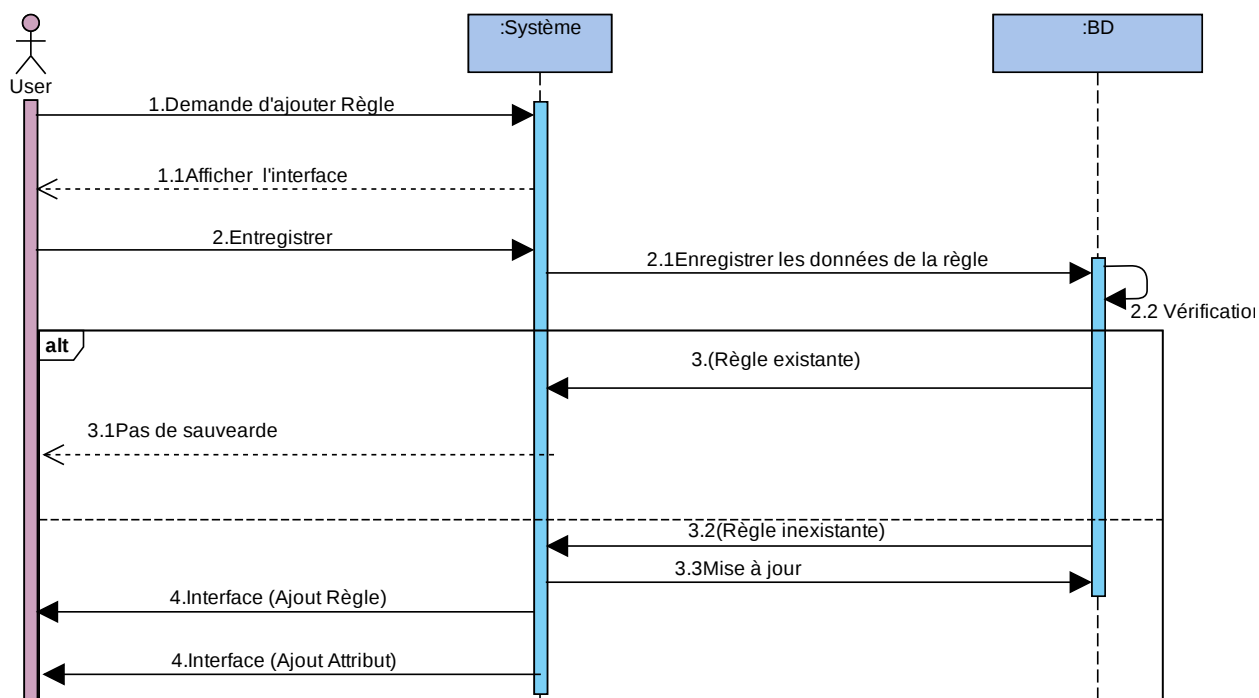 :Système
:BD
User
1.Demande d'ajouter Règle
1.1Afficher l'interface
2.Entregistrer
2.1Enregistrer les données de la règle
2.2 Vérification
alt
3.(Règle existante)
3.1Pas de sauvearde
3.2(Règle inexistante)
3.3Mise à jour
4.Interface (Ajout Règle)
4.Interface (Ajout Attribut)